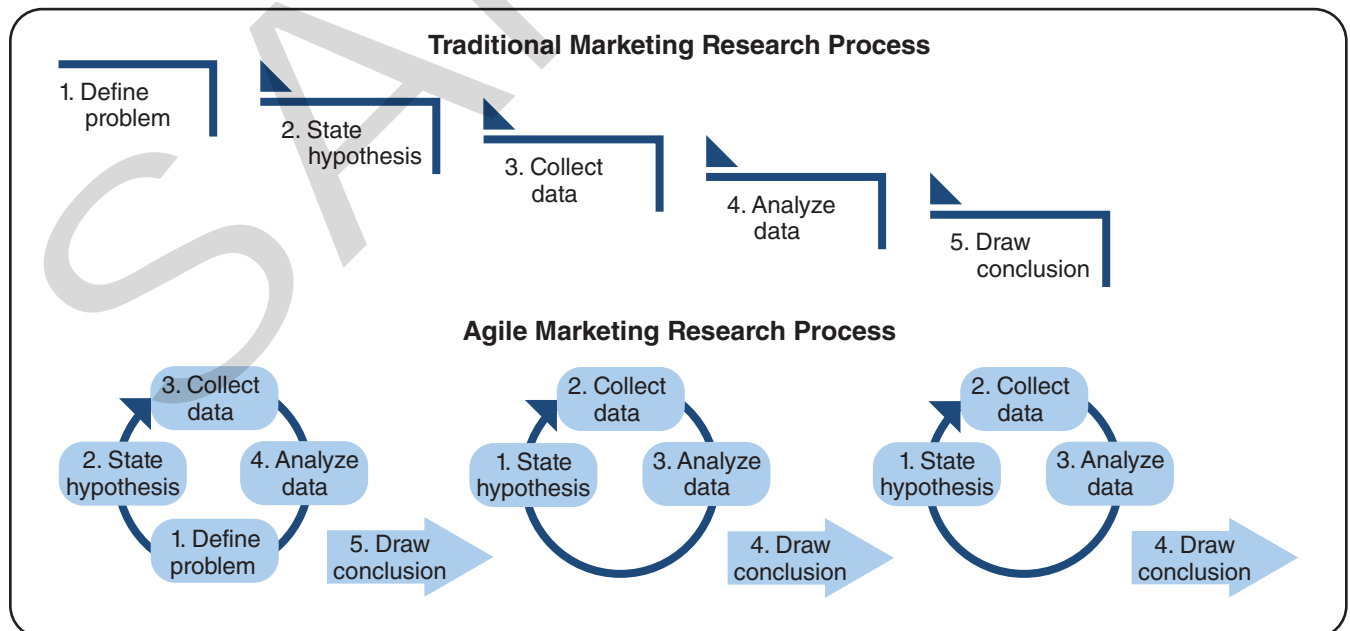 Traditional Marketing Research Process
1. Define
problem
2. State
hypothesis
3. Collect
data
4. Analyze
data
5. Draw
conclusion
Agile Marketing Research Process
3. Collect
data
2. State
hypothesis
4. Analyze
data
1. Define
problem
5. Draw
conclusion
2. Collect
data
1. State
hypothesis
3. Analyze
data
4. Draw
conclusion
2. Collect
data
1. State
hypothesis
3. Analyze
data
4. Draw
conclusion